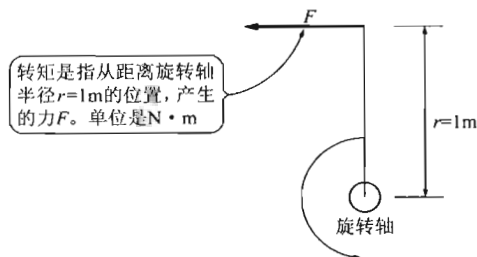 F
转矩是指从距离旋转轴
半径r=1m的位置，产生
的力F。单位是N·m
r=1m
旋转轴